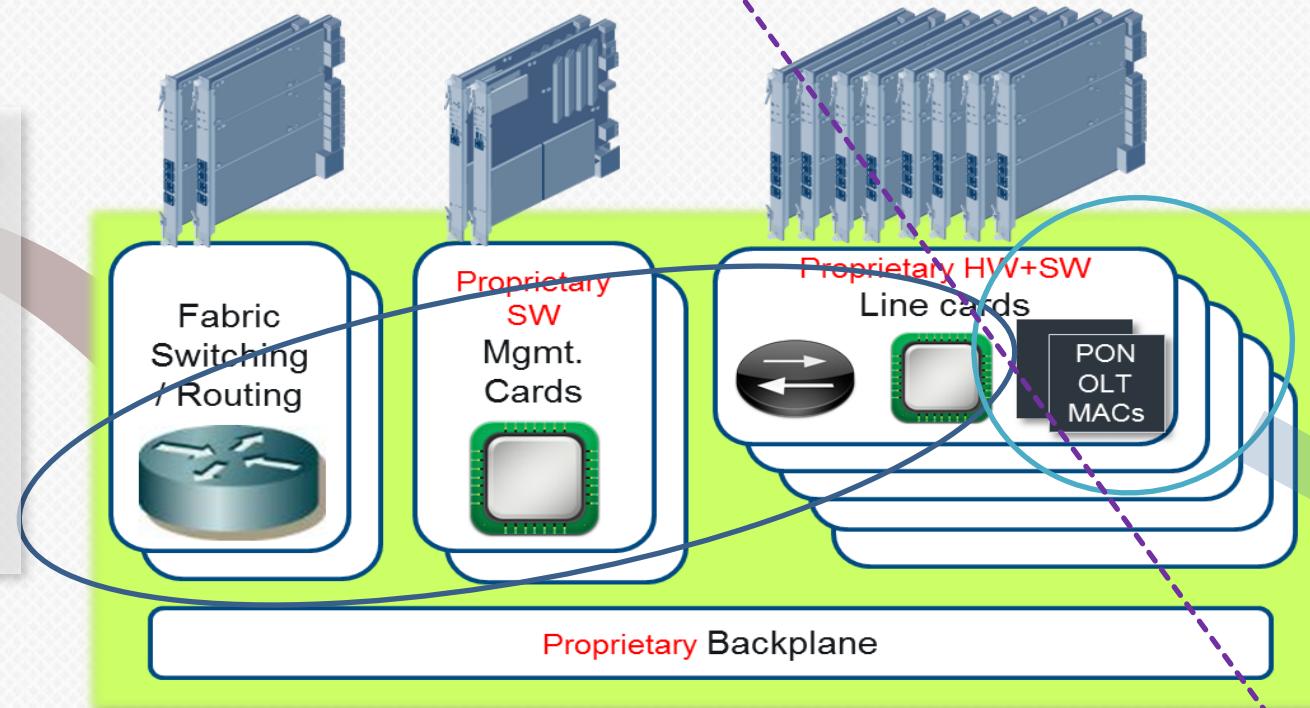 Fabric
Switching
/ Routing
Proprietary
SW
Mgmt.
Cards
Proprietary HW+SW
Line cards
PON
OLT
MACs
Proprietary Backplane